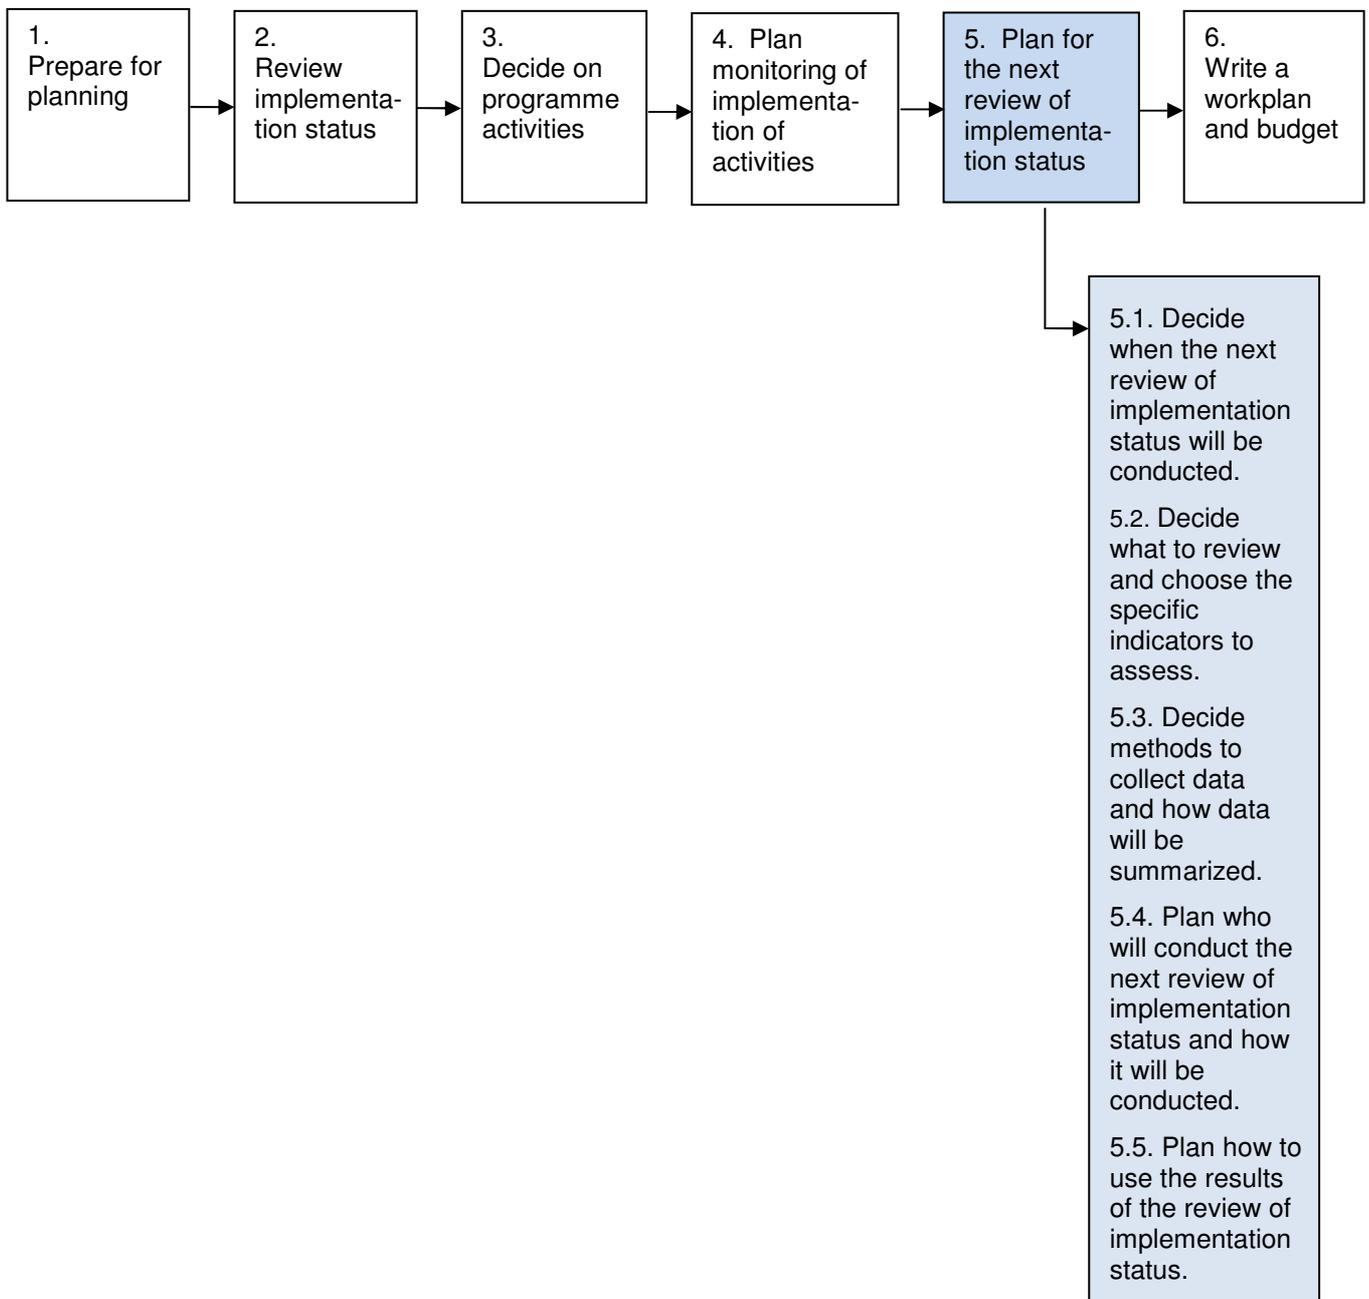 1.
Prepare for
planning
2.
Review
implementa-
tion status
3.
Decide on
programme
activities
4.  Plan
monitoring of
implementa-
tion of
activities
5.  Plan for
the next
review of
implementa-
tion status
6.
Write a
workplan
and budget
5.1. Decide
when the next
review of
implementation
status will be
conducted.
5.2. Decide
what to review
and choose the
specific
indicators to
assess.
5.3. Decide
methods to
collect data
and how data
will be
summarized.
5.4. Plan who
will conduct the
next review of
implementation
status and how
it will be
conducted.
5.5. Plan how to
use the results
of the review of
implementation
status.